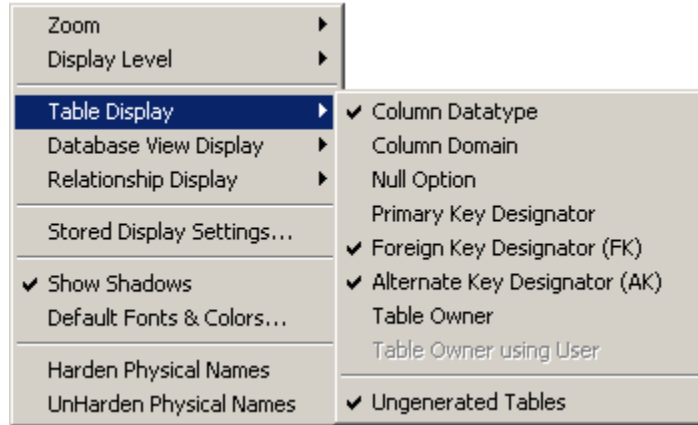 Zoom
Display Level
Table Display
Database View Display
Relationship Display
Stored Display Settings...
Show Shadows
Default Fonts & Colors...
Harden Physical Names
UnHarden Physical Names
Column Datatype
Column Domain
Null Option
Primary Key Designator
Foreign Key Designator (FK)
Alternate Key Designator (AK)
Table Owner
Table Owner using User
Ungenerated Tables